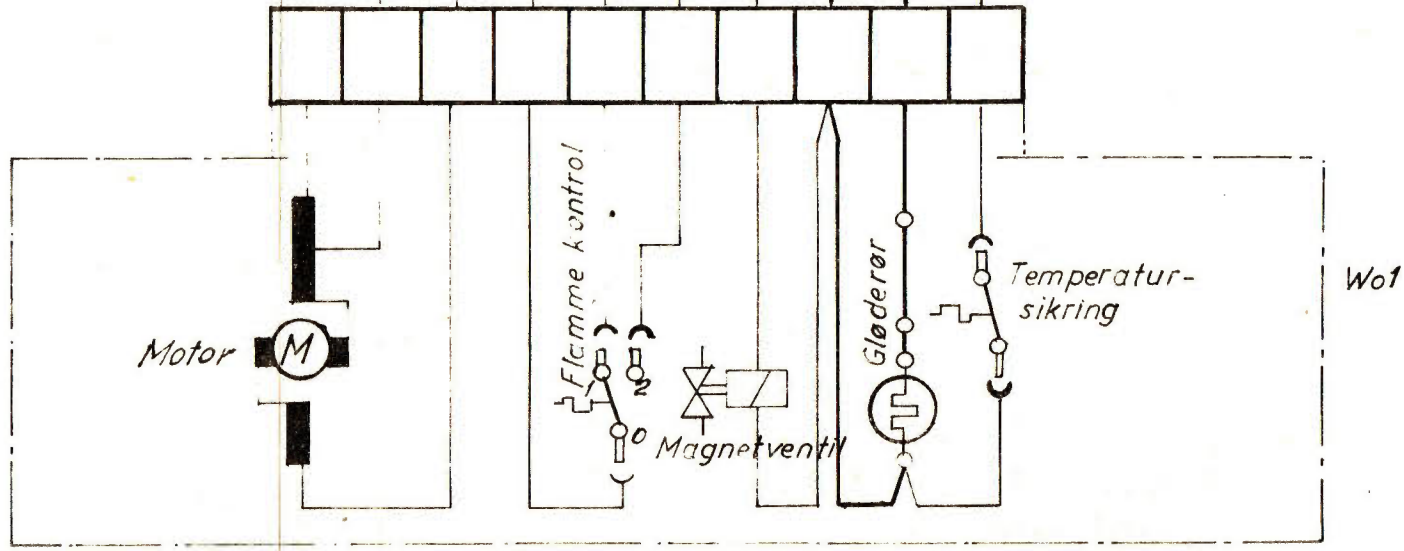 Flamme kontrol
Gløderør
Temperatur-
sikring
Wo1
Motor
M
2
0
Magnetventil